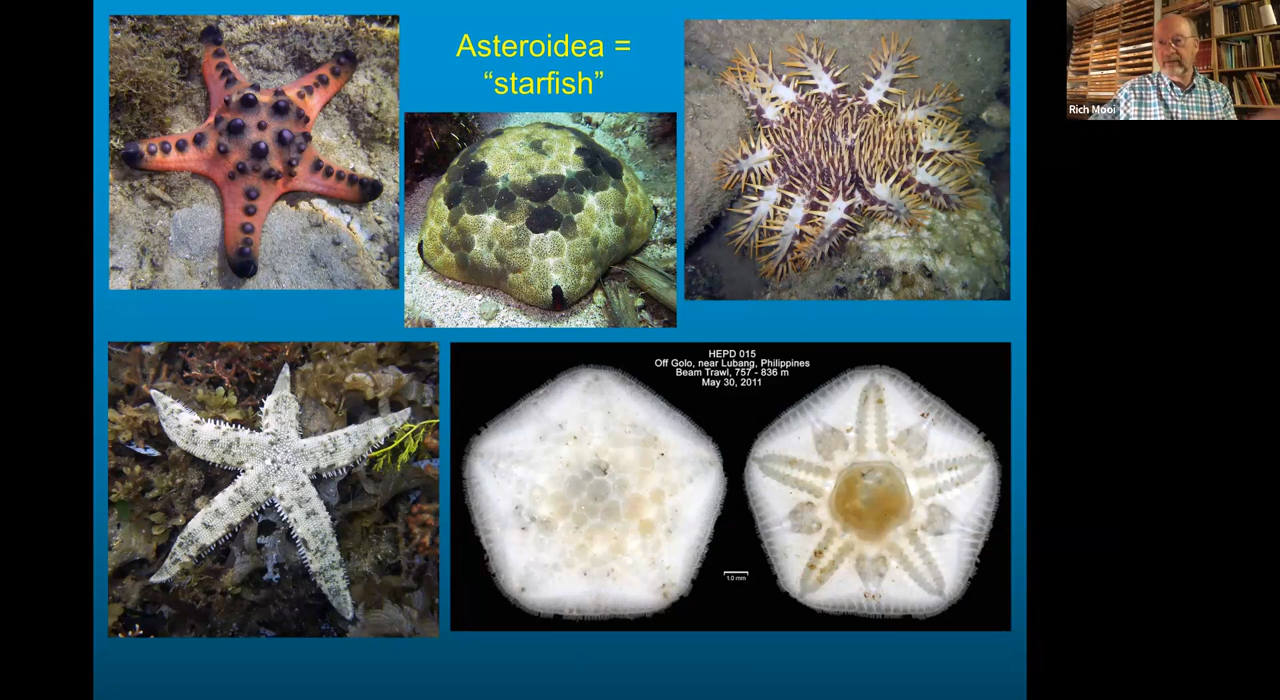 Asteroidea =
“starfish”
Rich Mooi
HEPD 015
Off Golo, near Lubang, Philippines
Beam Trawl, 757 - 836 m
May 30, 2011
1.0 mm